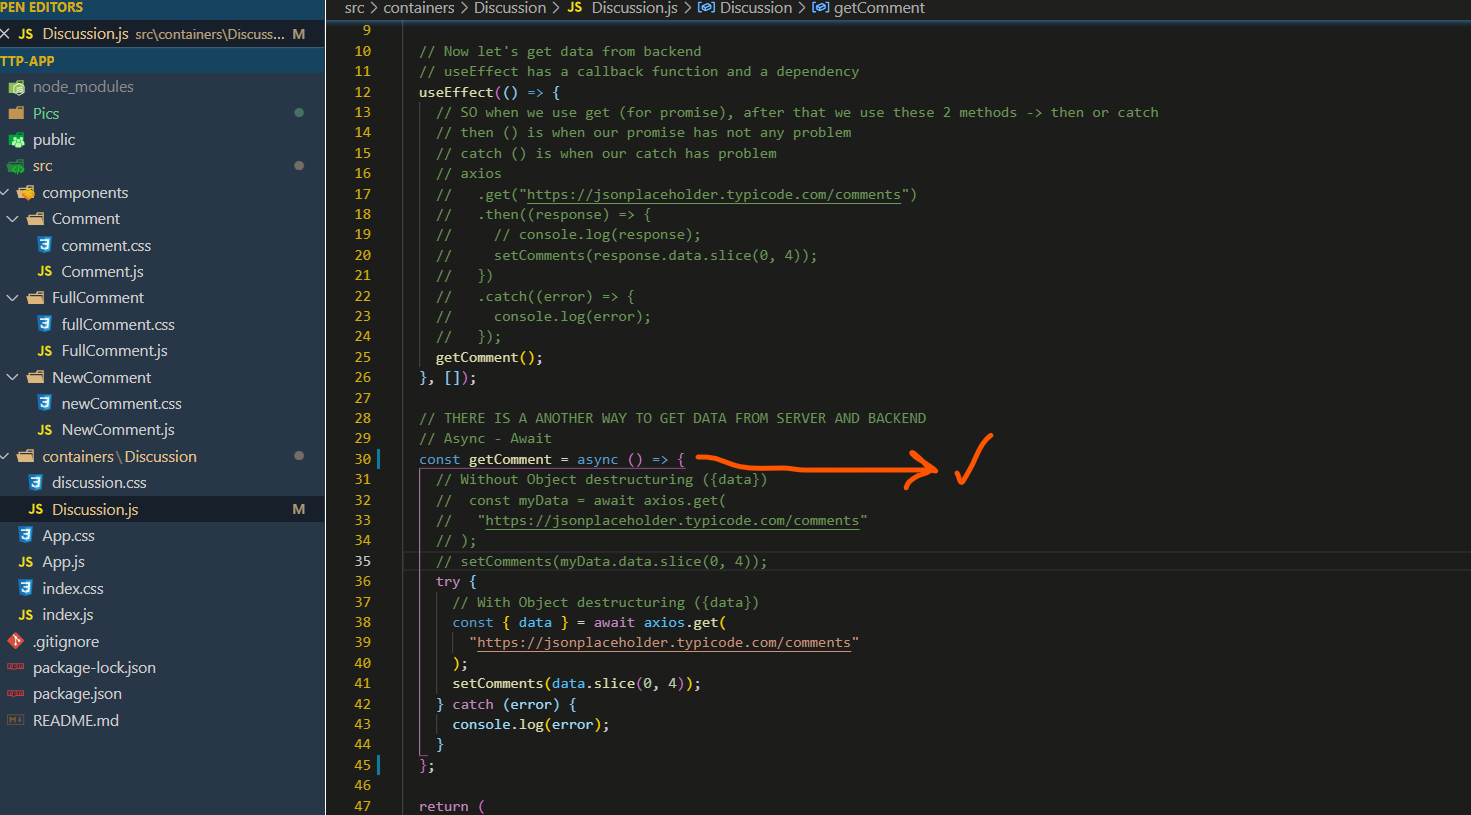 PEN EDITORS
JS Discussion.js src\containers\Discuss... M
TTP-APP
node_modules
Pics
public
src
components
Comment
comment.css
JS Comment.js
FullComment
fullComment.css
JS FullComment.js
NewComment
newComment.css
JS NewComment.js
containers\Discussion
discussion.css
JS Discussion.js M
App.css
JS App.js
index.css
JS index.js
.gitignore
package-lock.json
package.json
README.md
src > containers > Discussion > JS Discussion.js > Discussion > getComment
9
10 // Now let's get data from backend
11 // useEffect has a callback function and a dependency
12 useEffect(() => {
13 // SO when we use get (for promise), after that we use these 2 methods -> then or catch
14 // then () is when our promise has not any problem
15 // catch () is when our catch has problem
16 // axios
17 // .get("https://jsonplaceholder.typicode.com/comments")
18 // .then((response) => {
19 // // console.log(response);
20 // setComments(response.data.slice(0, 4));
21 // })
22 // .catch((error) => {
23 // console.log(error);
24 // });
25 getComment();
26 }, []);
27
28 // THERE IS A ANOTHER WAY TO GET DATA FROM SERVER AND BACKEND
29 // Async - Await
30 const getComment = async () => {
31 // Without Object destructuring ({data})
32 // const myData = await axios.get(
33 // "https://jsonplaceholder.typicode.com/comments"
34 // );
35 // setComments(myData.data.slice(0, 4));
36 try {
37 // With Object destructuring ({data})
38 const { data } = await axios.get(
39 "https://jsonplaceholder.typicode.com/comments"
40 );
41 setComments(data.slice(0, 4));
42 } catch (error) {
43 console.log(error);
44 }
45 };
46
47 return (